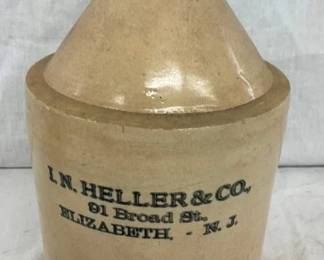 I. N. HELLER & CO.,
91 Broad St.,
ELIZABETH, - N. J.